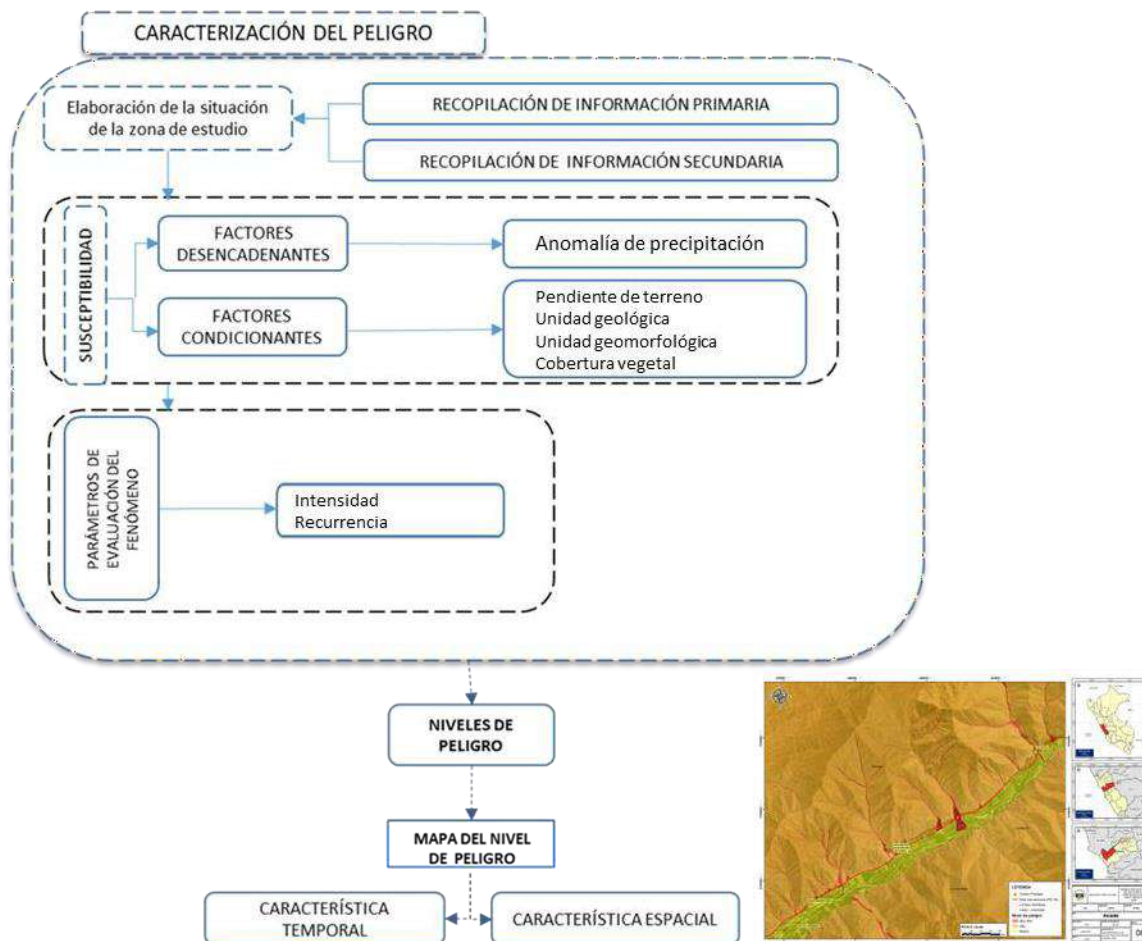 CARACTERIZACIÓN DEL PELIGRO
Elaboración de la situación
de la zona de estudio
RECOPILACIÓN DE INFORMACIÓN PRIMARIA
RECOPILACIÓN DE INFORMACIÓN SECUNDARIA
SUSCEPTIBILIDAD
FACTORES
DESENCADENANTES
Anomalía de precipitación
FACTORES
CONDICIONANTES
Pendiente de terreno
Unidad geológica
Unidad geomorfológica
Cobertura vegetal
PARÁMETROS DE
EVALUACIÓN DEL
FENÓMENO
Intensidad
Recurrencia
NIVELES DE
PELIGRO
MAPA DEL NIVEL
DE PELIGRO
CARACTERÍSTICA
TEMPORAL
CARACTERÍSTICA ESPACIAL
LEYENDA